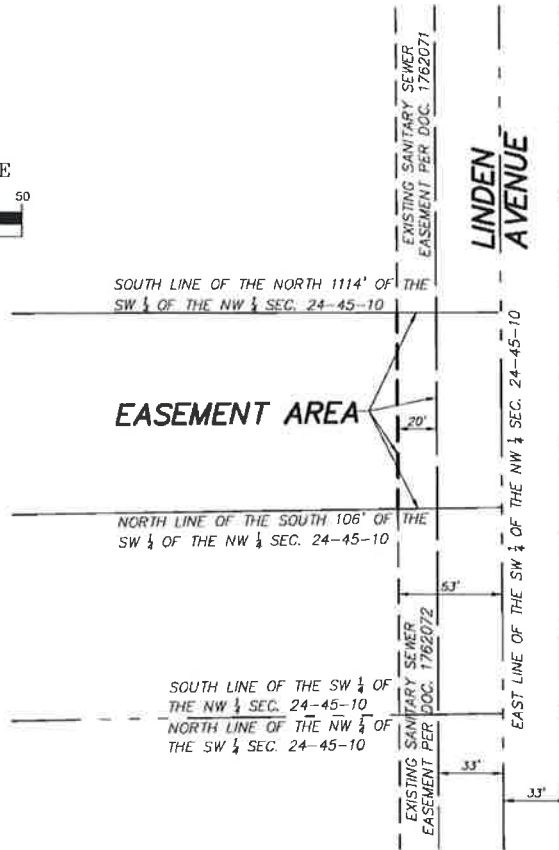 E
50
EXISTING SANITARY SEWER
EASEMENT PER DOC. 1762071
LINDEN
AVENUE
SOUTH LINE OF THE NORTH 1114' OF THE
SW ¼ OF THE NW ¼ SEC. 24-45-10
EASEMENT AREA
20'
NORTH LINE OF THE SOUTH 106' OF THE
SW ¼ OF THE NW ¼ SEC. 24-45-10
EAST LINE OF THE SW ¼ OF THE NW ¼ SEC. 24-45-10
53'
EXISTING SANITARY SEWER
EASEMENT PER DOC. 1762072
SOUTH LINE OF THE SW ¼ OF
THE NW ¼ SEC. 24-45-10
NORTH LINE OF THE NW ¼ OF
THE SW ¼ SEC. 24-45-10
33'
33'